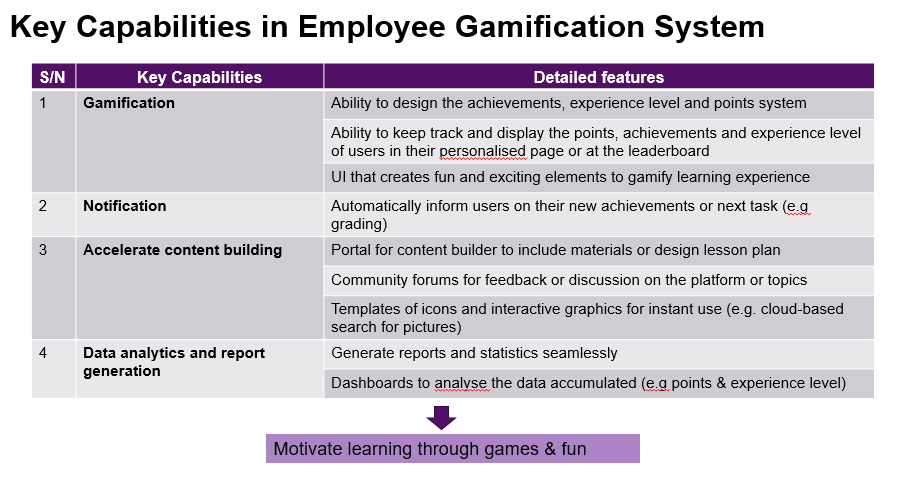 Key Capabilities in Employee Gamification System
S/N Key Capabilities Detailed features
1 Gamification Ability to design the achievements, experience level and points system
Ability to keep track and display the points, achievements and experience level
of users in their personalised page or at the leaderboard
UI that creates fun and exciting elements to gamify learning experience
2 Notification Automatically inform users on their new achievements or next task (e.g
grading)
3 Accelerate content building Portal for content builder to include materials or design lesson plan
Community forums for feedback or discussion on the platform or topics
Templates of icons and interactive graphics for instant use (e.g. cloud-based
search for pictures)
4 Data analytics and report Generate reports and statistics seamlessly
generation
Dashboards to analyse the data accumulated (e.g points & experience level)
Motivate learning through games & fun